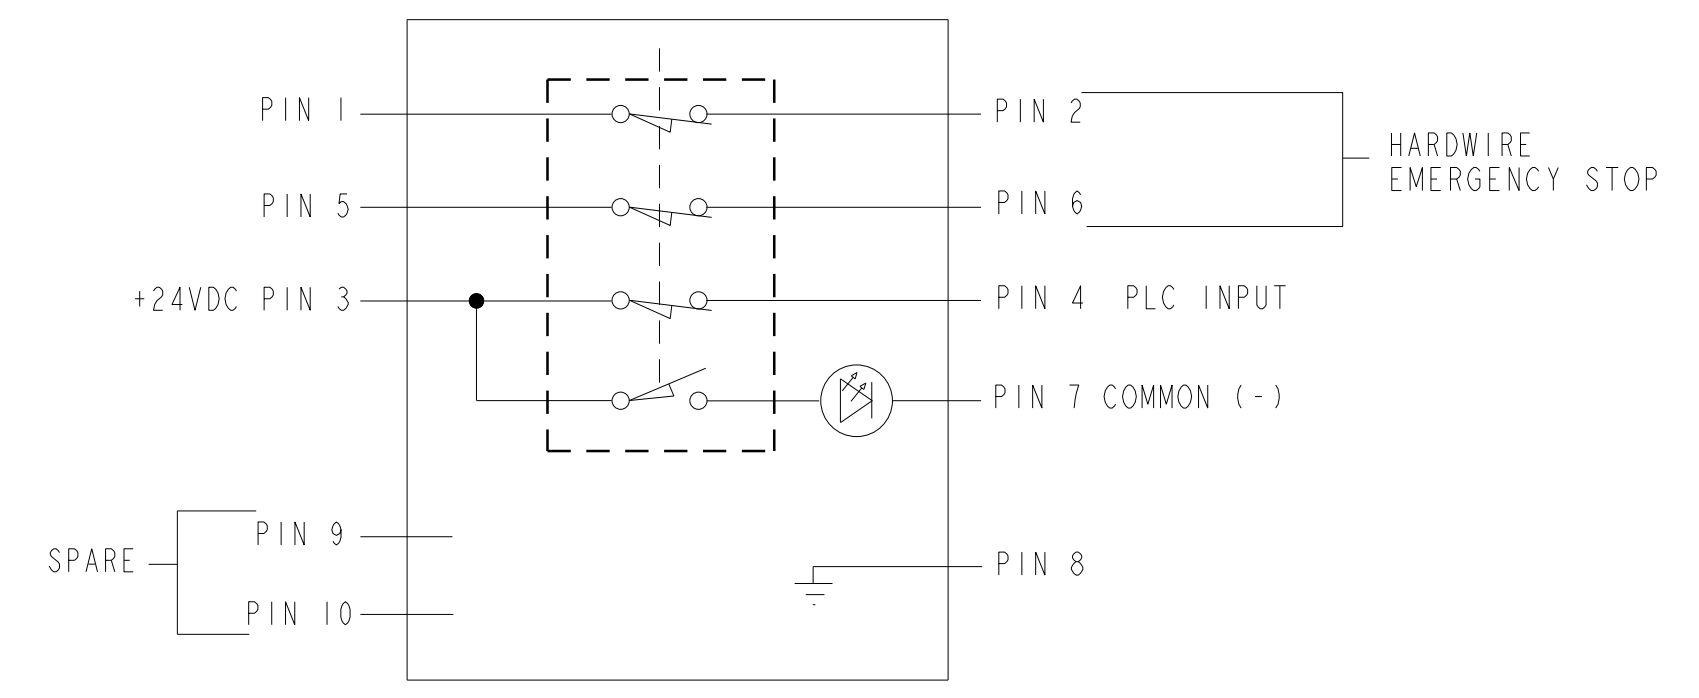 PIN 1
PIN 2
HARDWIRE
EMERGENCY STOP
PIN 5
PIN 6
+24VDC PIN 3
PIN 4 PLC INPUT
PIN 7 COMMON (-)
PIN 9
SPARE
PIN 8
PIN 10